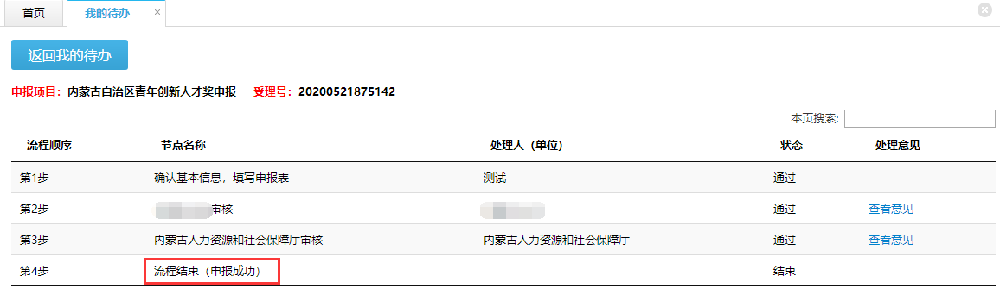 首页 我的待办 ×
返回我的待办
申报项目：内蒙古自治区青年创新人才奖申报 受理号：20200521875142
本页搜索:
流程顺序 节点名称 处理人（单位） 状态 处理意见
第1步 确认基本信息，填写申报表 测试 通过
第2步 审核 通过 查看意见
第3步 内蒙古人力资源和社会保障厅审核 内蒙古人力资源和社会保障厅 通过 查看意见
第4步 流程结束（申报成功） 结束